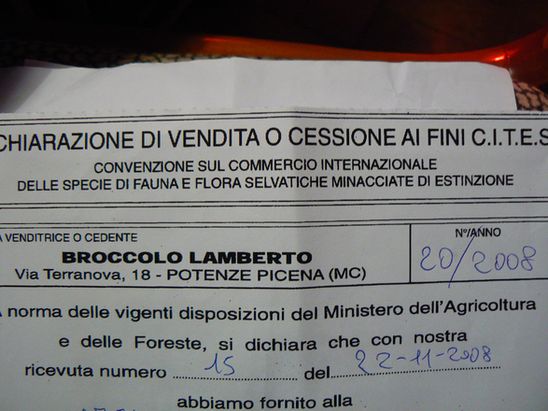 CHIARAZIONE DI VENDITA O CESSIONE AI FINI C.I.T.E.S
CONVENZIONE SUL COMMERCIO INTERNAZIONALE
DELLE SPECIE DI FAUNA E FLORA SELVATICHE MINACCIATE DI ESTINZIONE
A VENDITRICE O CEDENTE
BROCCOLO LAMBERTO
Via Terranova, 18 - POTENZE PICENA (MC)
N°/ANNO
20/2008
A norma delle vigenti disposizioni del Ministero dell'Agricoltura
e delle Foreste, si dichiara che con nostra
ricevuta numero 15 del 22-11-2008
abbiamo fornito alla